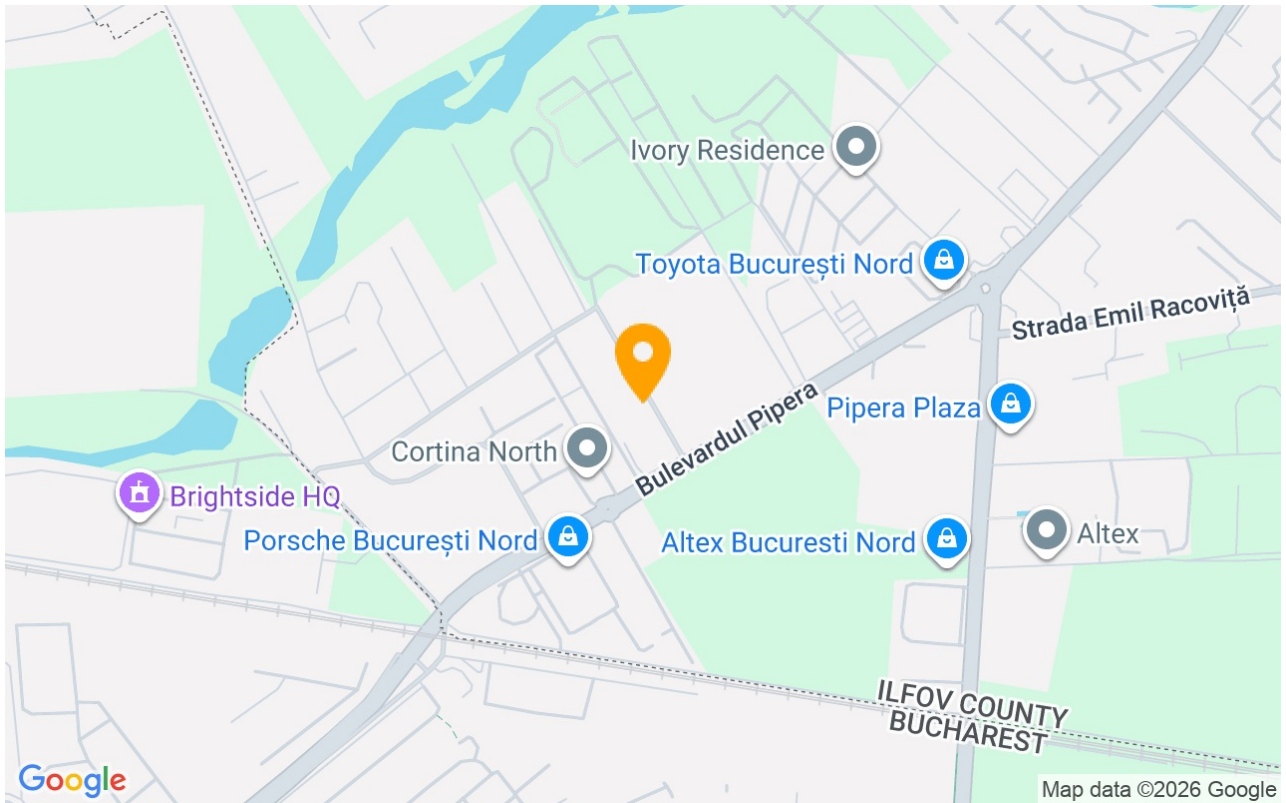 Ivory Residence
Toyota București Nord
Strada Emil Racoviță
Bulevardul Pipera
Pipera Plaza
Cortina North
Brightside HQ
Porsche București Nord
Altex Bucuresti Nord
Altex
ILFOV COUNTY
BUCHAREST
Google
Map data ©2026 Google